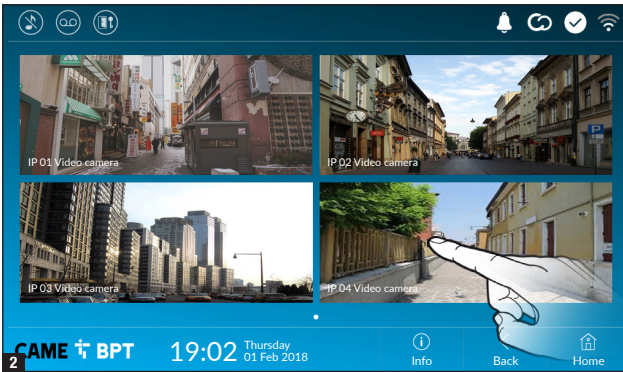 IP 01 Video camera
IP 02 Video camera
P
IP 03 Video camera
IP 04 Video camera
2
CAME BPT
19:02
Thursday
01 Feb 2018
Info
Back
Home